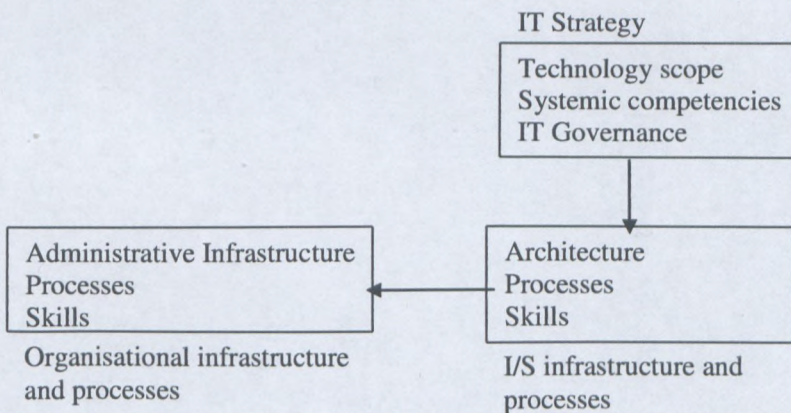 IT Strategy
Technology scope
Systemic competencies
IT Governance
Administrative Infrastructure
Processes
Skills
Organisational infrastructure
and processes
Architecture
Processes
Skills
I/S infrastructure and
processes